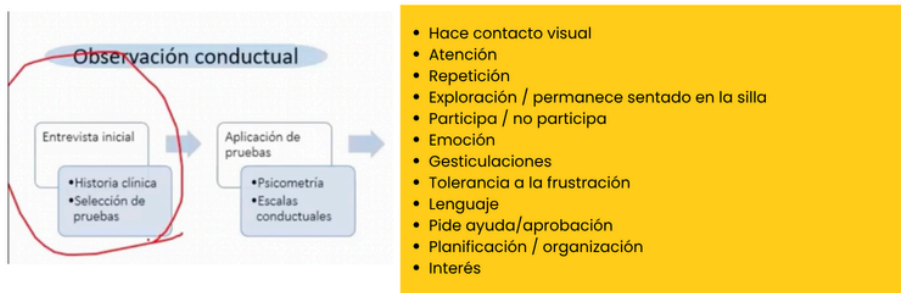 Observación conductual
Entrevista inicial
•Historia clínica
•Selección de
pruebas
Aplicación de
pruebas
•Psicometría
•Escalas
conductuales
• Hace contacto visual
• Atención
• Repetición
• Exploración / permanece sentado en la silla
• Participa / no participa
• Emoción
• Gesticulaciones
• Tolerancia a la frustración
• Lenguaje
• Pide ayuda/aprobación
• Planificación / organización
• Interés